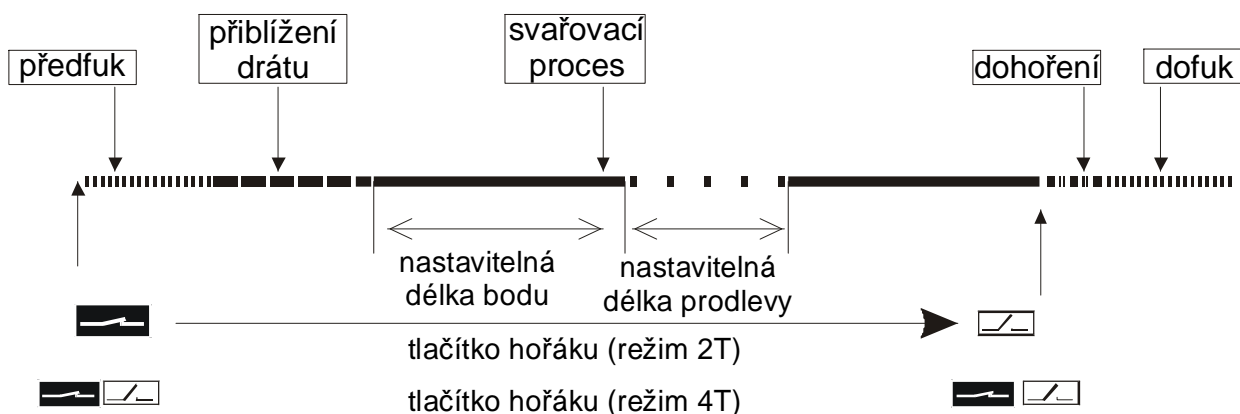 předfuk
přiblížení
drátu
svařovací
proces
dohoření
dofuk
nastavitelná
délka bodu
nastavitelná
délka prodlevy
tlačítko hořáku (režim 2T)
tlačítko hořáku (režim 4T)